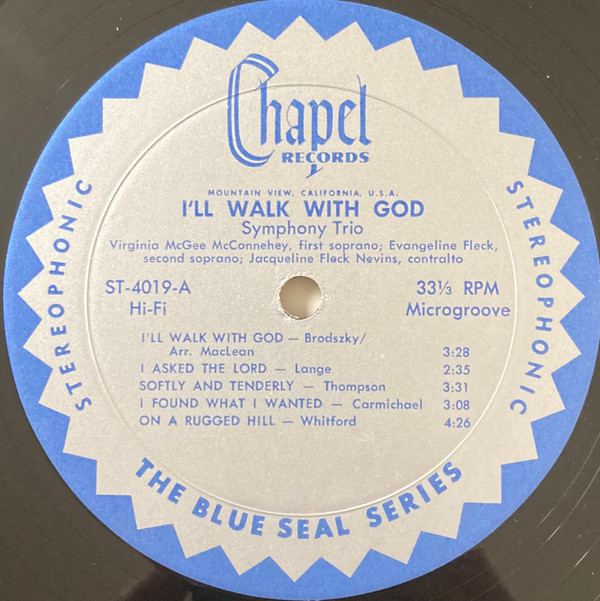 Chapel
RECORDS
MOUNTAIN VIEW, CALIFORNIA, U.S.A.
I'LL WALK WITH GOD
Symphony Trio
Virginia McGee McConnehey, first soprano; Evangeline Fleck,
second soprano; Jacqueline Fleck Nevins, contralto
ST-4019-A
Hi-Fi
33⅓ RPM
Microgroove
I'LL WALK WITH GOD — Brodszky/
Arr. MacLean 3:28
I ASKED THE LORD — Lange 2:35
SOFTLY AND TENDERLY — Thompson 3:31
I FOUND WHAT I WANTED — Carmichael 3:08
ON A RUGGED HILL — Whitford 4:26
STEREOPHONIC
STEREOPHONIC
THE BLUE SEAL SERIES